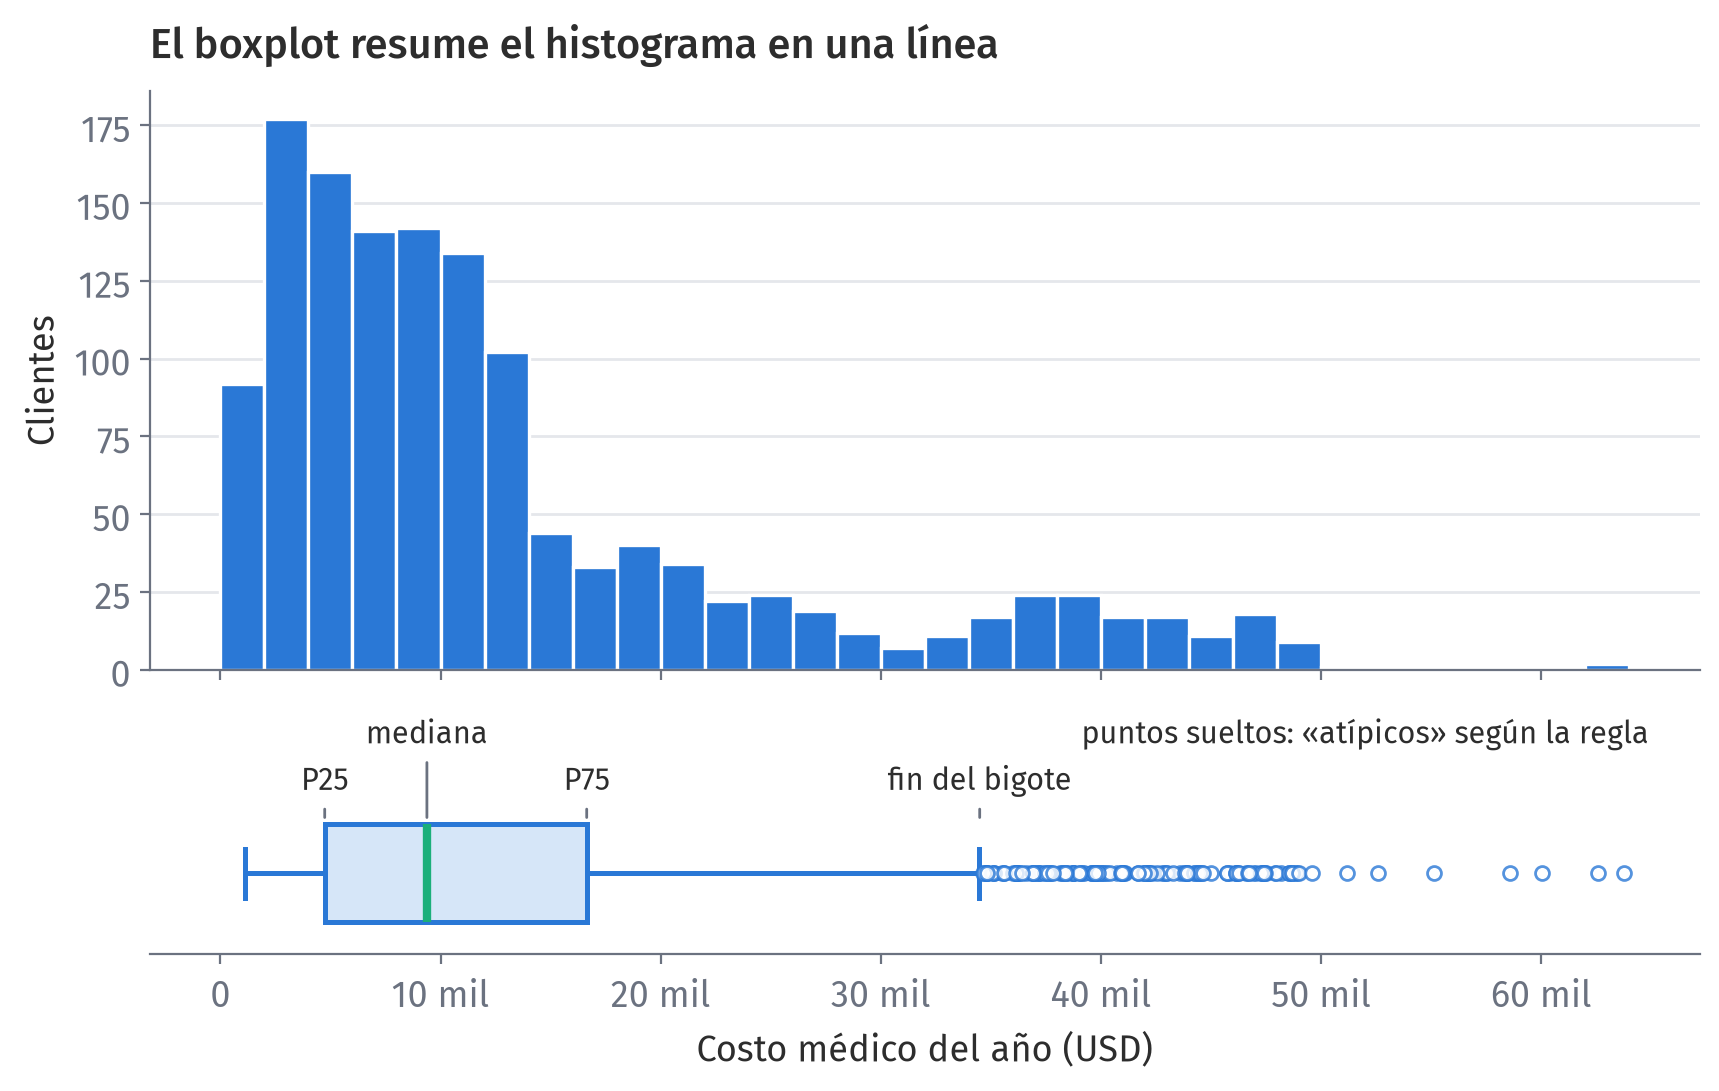 El boxplot resume el histograma en una línea
175
150
125
100
75
50
25
0
Clientes
mediana
puntos sueltos: «atípicos» según la regla
P25
P75
fin del bigote
0
10 mil
20 mil
30 mil
40 mil
50 mil
60 mil
Costo médico del año (USD)